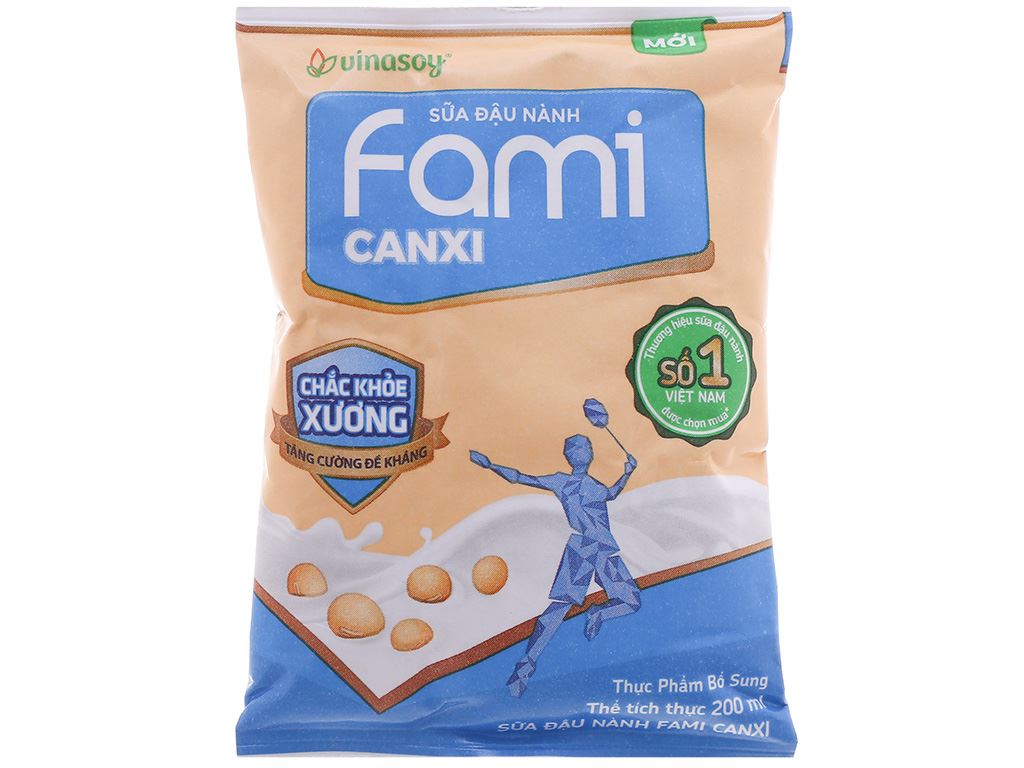 vinasoy
MỚI
SỮA ĐẬU NÀNH
Fami
CANXI
Thương hiệu sữa đậu nành
SỐ 1
VIỆT NAM
được chọn mua*
CHẮC KHỎE
XƯƠNG
TĂNG CƯỜNG ĐỀ KHÁNG
Thực Phẩm Bổ Sung
Thể tích thực 200 ml
SỮA ĐẬU NÀNH FAMI CANXI